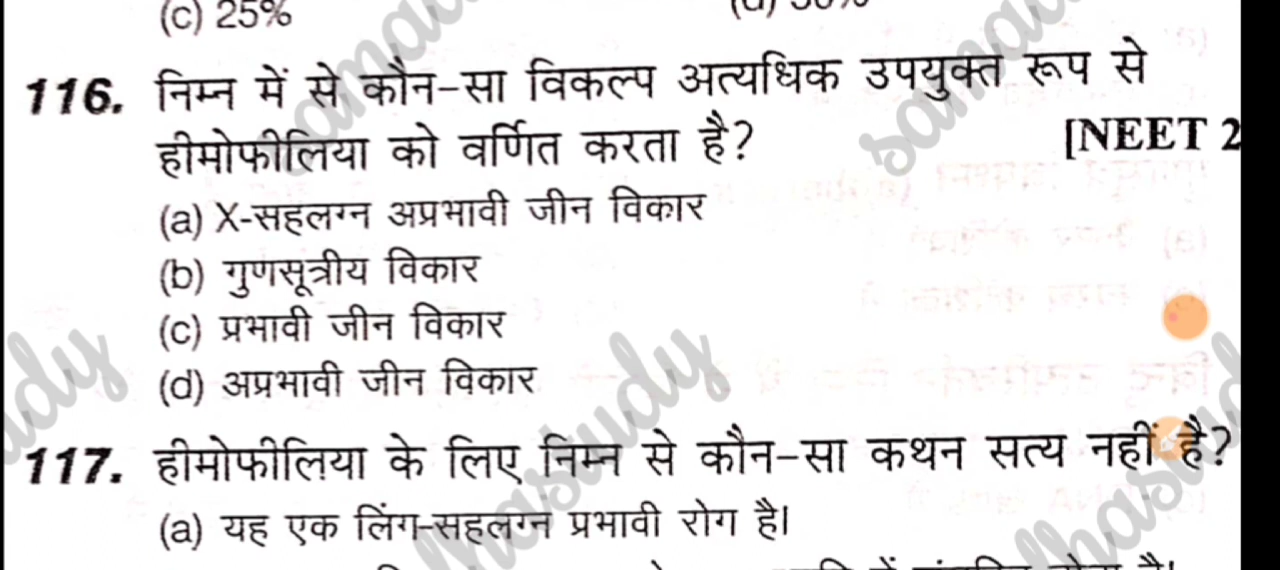 (c) 25%
116. निम्न में से कौन-सा विकल्प अत्यधिक उपयुक्त रूप से
हीमोफीलिया को वर्णित करता है? [NEET 2
(a) X-सहलग्न अप्रभावी जीन विकार
(b) गुणसूत्रीय विकार
(c) प्रभावी जीन विकार
(d) अप्रभावी जीन विकार
117. हीमोफीलिया के लिए निम्न से कौन-सा कथन सत्य नहीं है?
(a) यह एक लिंग-सहलग्न प्रभावी रोग है।